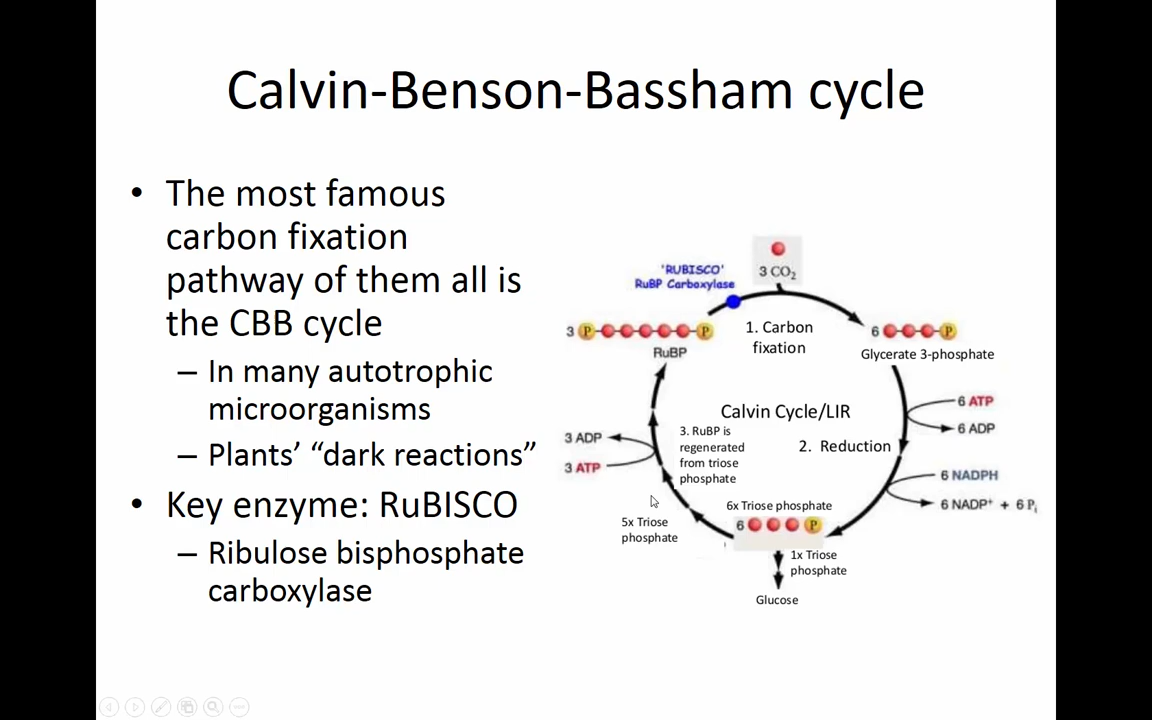 Calvin-Benson-Bassham cycle
• The most famous
carbon fixation
pathway of them all is
the CBB cycle
– In many autotrophic
microorganisms
– Plants’ “dark reactions”
• Key enzyme: RuBISCO
– Ribulose bisphosphate
carboxylase
3 CO₂
'RUBISCO'
RuBP Carboxylase
3 P P
RuBP
1. Carbon
fixation
6 P
Glycerate 3-phosphate
Calvin Cycle/LIR
6 ATP
6 ADP
2. Reduction
6 NADPH
6 NADP⁺ + 6 Pᵢ
3. RuBP is
regenerated
from triose
phosphate
3 ADP
3 ATP
6x Triose phosphate
6 P
5x Triose
phosphate
1x Triose
phosphate
Glucose